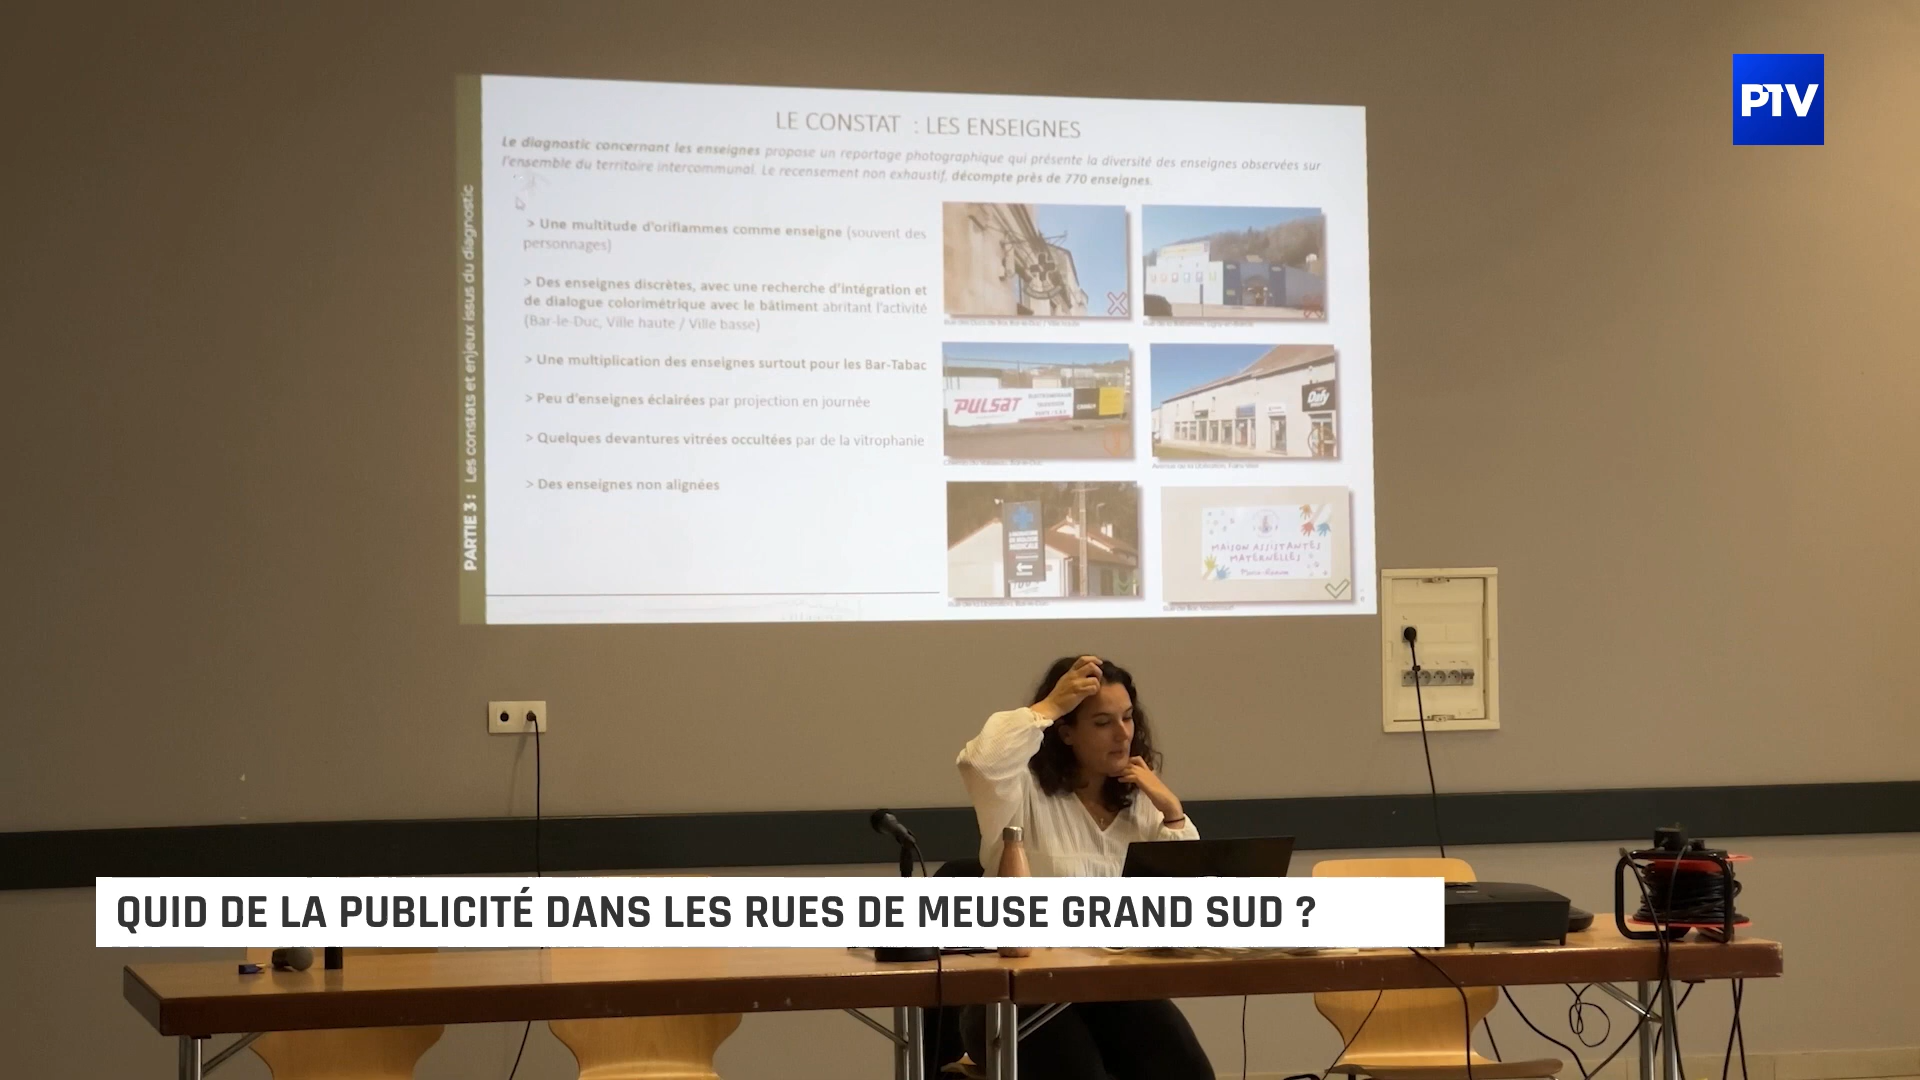 PTV
LE CONSTAT : LES ENSEIGNES
Le diagnostic concernant les enseignes propose un reportage photographique qui présente la diversité des enseignes observées sur
l'ensemble du territoire intercommunal. Le recensement non exhaustif, décompte près de 770 enseignes.
PARTIE 3 : Les constats et enjeux issus du diagnostic
> Une multitude d'oriflammes comme enseigne (souvent des
personnages)
> Des enseignes discrètes, avec une recherche d'intégration et
de dialogue colorimétrique avec le bâtiment abritant l'activité
(Bar-le-Duc, Ville haute / Ville basse)
> Une multiplication des enseignes surtout pour les Bar-Tabac
> Peu d'enseignes éclairées par projection en journée
> Quelques devantures vitrées occultées par de la vitrophanie
> Des enseignes non alignées
PULSAT
Dafy
MAISON ASSISTANTES
MATERNELLES
QUID DE LA PUBLICITÉ DANS LES RUES DE MEUSE GRAND SUD ?